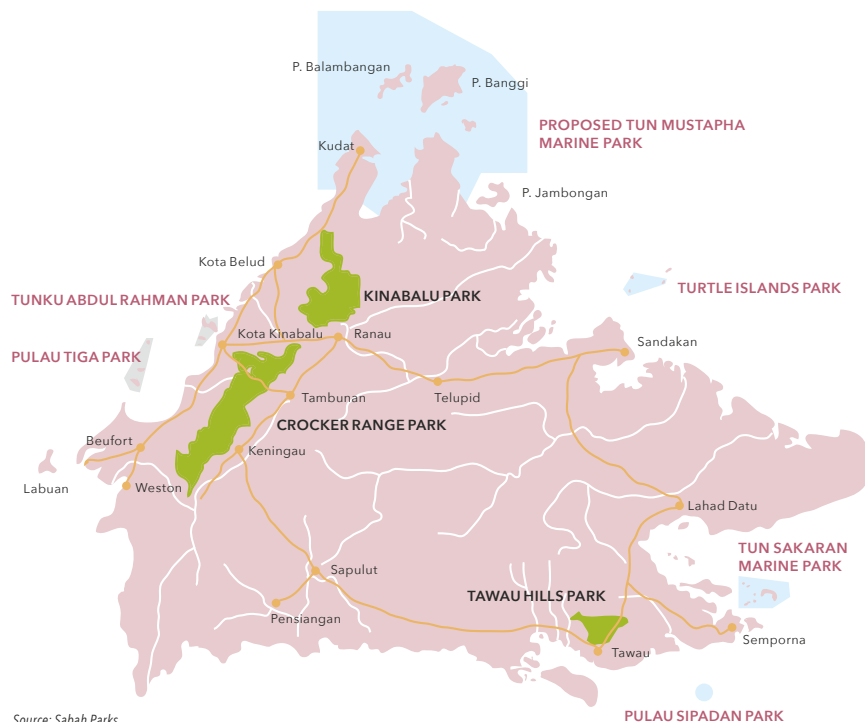 P. Balambangan
P. Banggi
PROPOSED TUN MUSTAPHA
MARINE PARK
Kudat
P. Jambongan
Kota Belud
TURTLE ISLANDS PARK
KINABALU PARK
TUNKU ABDUL RAHMAN PARK
Kota Kinabalu
Ranau
Sandakan
PULAU TIGA PARK
Tambunan
Telupid
CROCKER RANGE PARK
Beufort
Keningau
Labuan
Weston
Lahad Datu
TUN SAKARAN
MARINE PARK
Sapulut
TAWAU HILLS PARK
Pensiangan
Semporna
Tawau
PULAU SIPADAN PARK
Source: Sabah Parks